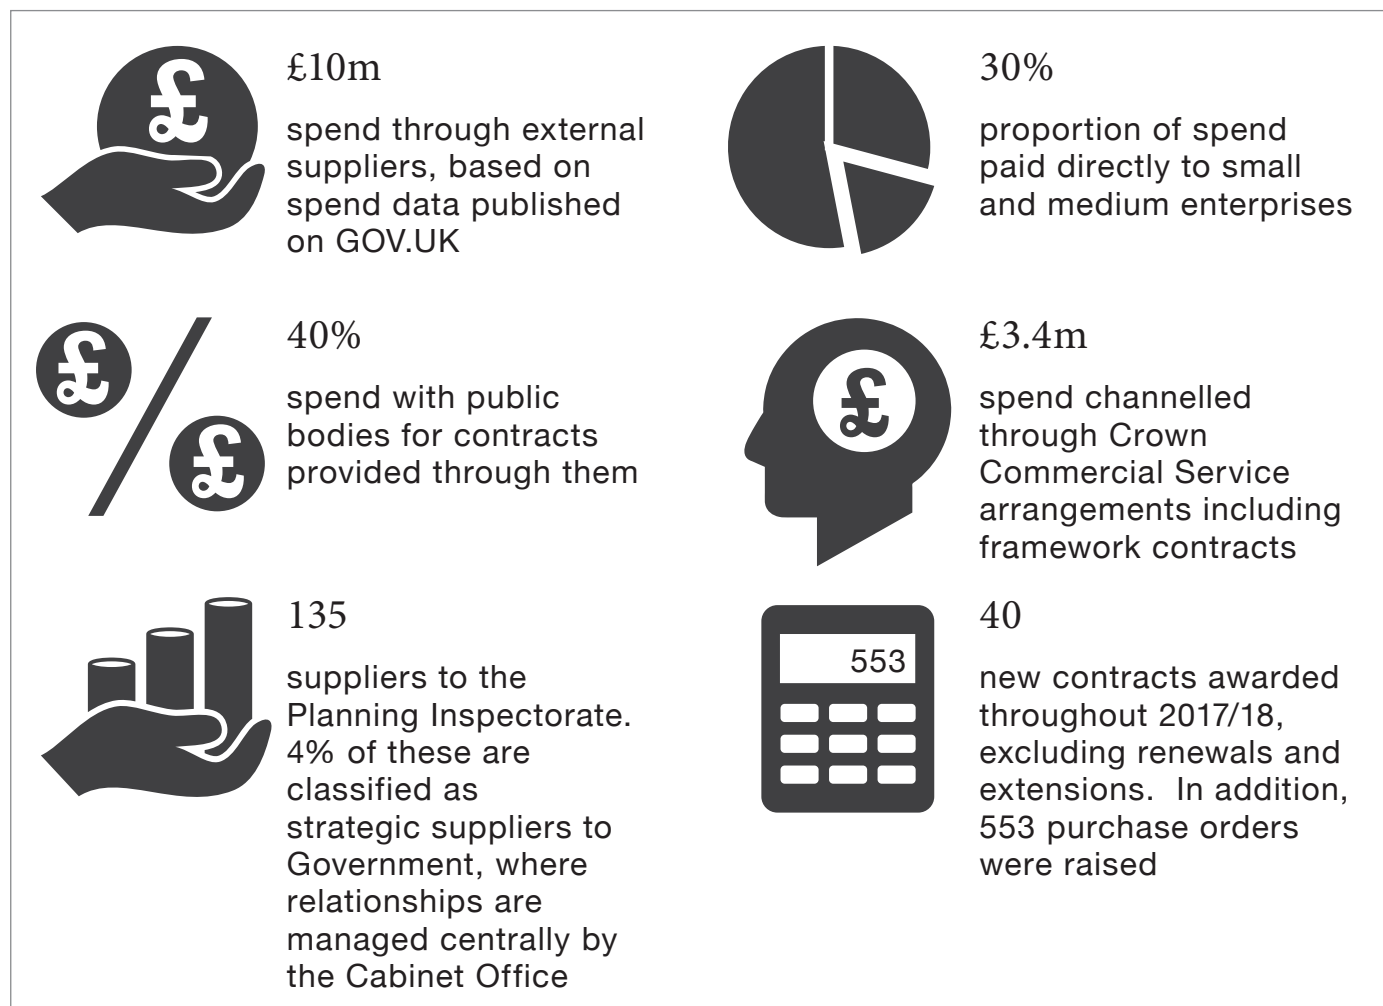 £10m
spend through external
suppliers, based on
spend data published
on GOV.UK
30%
proportion of spend
paid directly to small
and medium enterprises
40%
spend with public
bodies for contracts
provided through them
£3.4m
spend channelled
through Crown
Commercial Service
arrangements including
framework contracts
135
suppliers to the
Planning Inspectorate.
4% of these are
classified as
strategic suppliers to
Government, where
relationships are
managed centrally by
the Cabinet Office
553
40
new contracts awarded
throughout 2017/18,
excluding renewals and
extensions.  In addition,
553 purchase orders
were raised
£
£
£
£